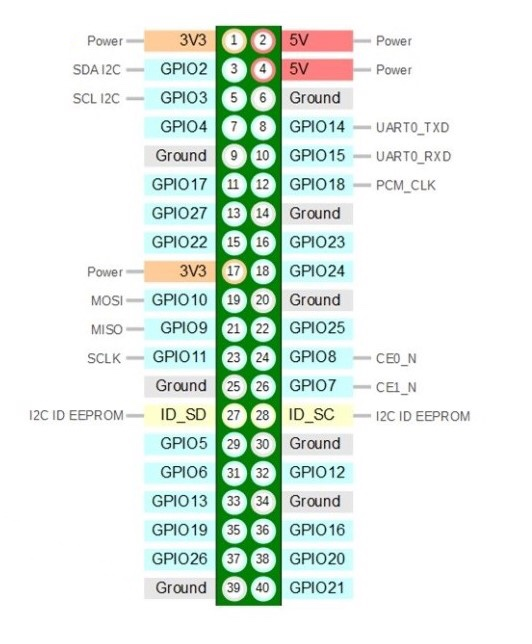 Power 3V3 1 2 5V Power
SDA I2C GPIO2 3 4 5V Power
SCL I2C GPIO3 5 6 Ground
GPIO4 7 8 GPIO14 UART0_TXD
Ground 9 10 GPIO15 UART0_RXD
GPIO17 11 12 GPIO18 PCM_CLK
GPIO27 13 14 Ground
GPIO22 15 16 GPIO23
Power 3V3 17 18 GPIO24
MOSI GPIO10 19 20 Ground
MISO GPIO9 21 22 GPIO25
SCLK GPIO11 23 24 GPIO8 CE0_N
Ground 25 26 GPIO7 CE1_N
I2C ID EEPROM ID_SD 27 28 ID_SC I2C ID EEPROM
GPIO5 29 30 Ground
GPIO6 31 32 GPIO12
GPIO13 33 34 Ground
GPIO19 35 36 GPIO16
GPIO26 37 38 GPIO20
Ground 39 40 GPIO21